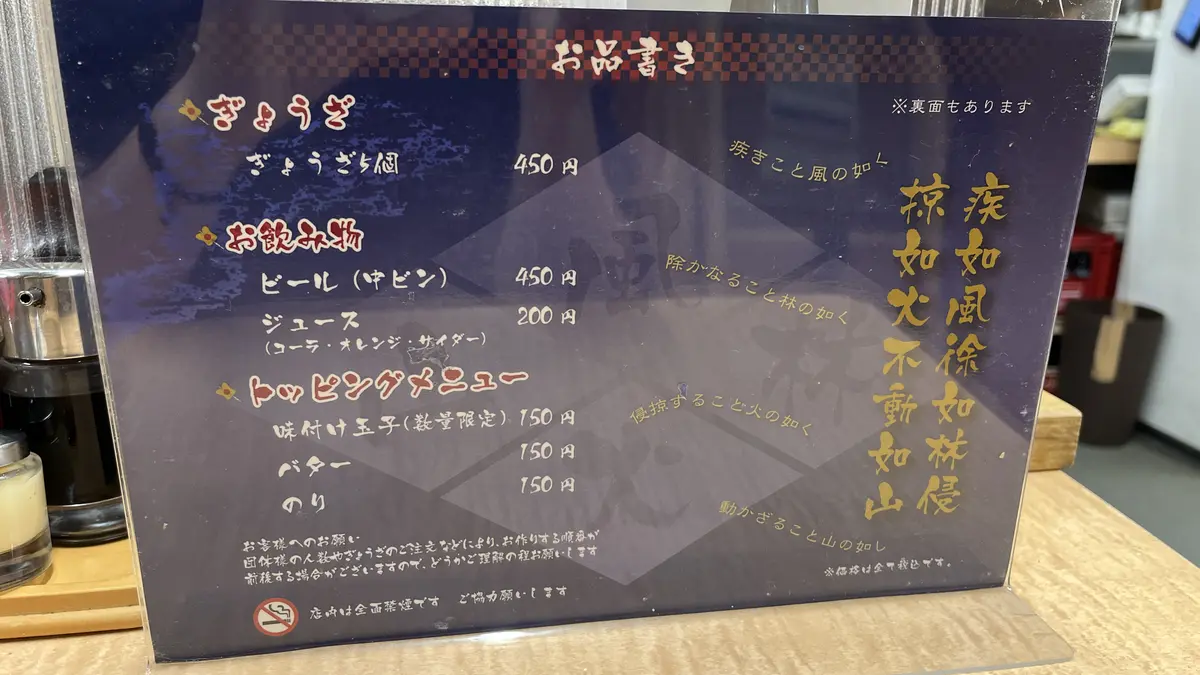 お品書き
※裏面もあります
ぎょうざ
ぎょうざ5個 450円
お飲み物
ビール(中ビン) 450円
ジュース 200円
(コーラ・オレンジ・サイダー)
トッピングメニュー
味付け玉子(数量限定) 150円
バター 150円
のり 150円
お客様へのお願い
団体様の人数やぎょうざのご注文などにより、お作りする順番が
前後する場合がございますので、どうかご理解の程お願いします
店内は全面禁煙です ご協力願いします
疾きこと風の如く
除かなること林の如く
侵掠すること火の如く
動かざること山の如し
疾如風徐如林侵
掠如火不動如山
※価格は全て税込です。
風
林
火